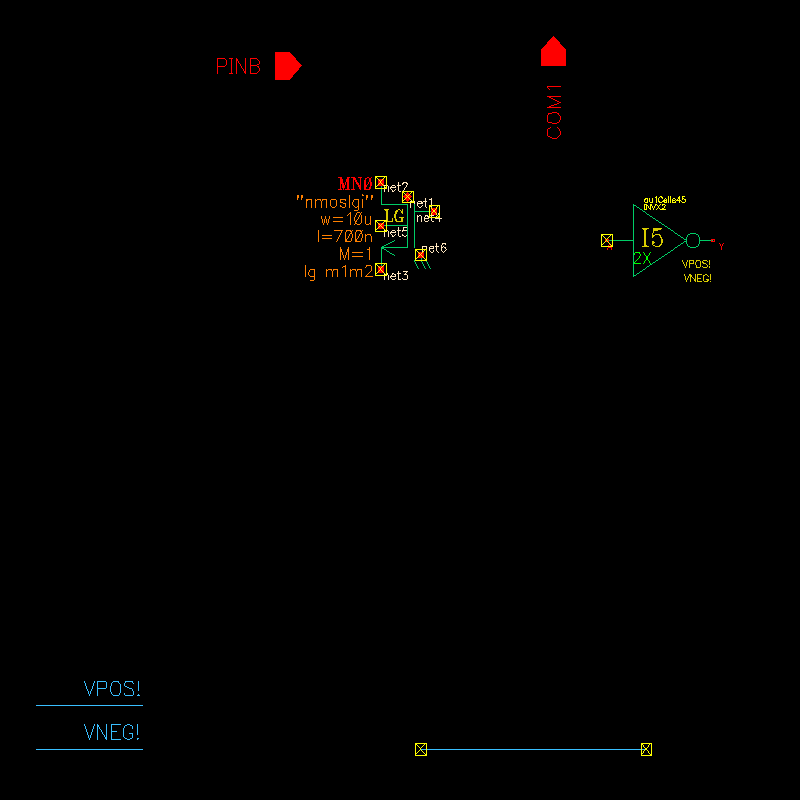 PINB
COM1
MN0
net2
"nmoslgi"
net1
LG
net4
w=10u
net5
l=700n
net6
M=1
lg m1m2
net3
INVX2
I5
2X
Y
VPOS!
VNEG!
VPOS!
VNEG!